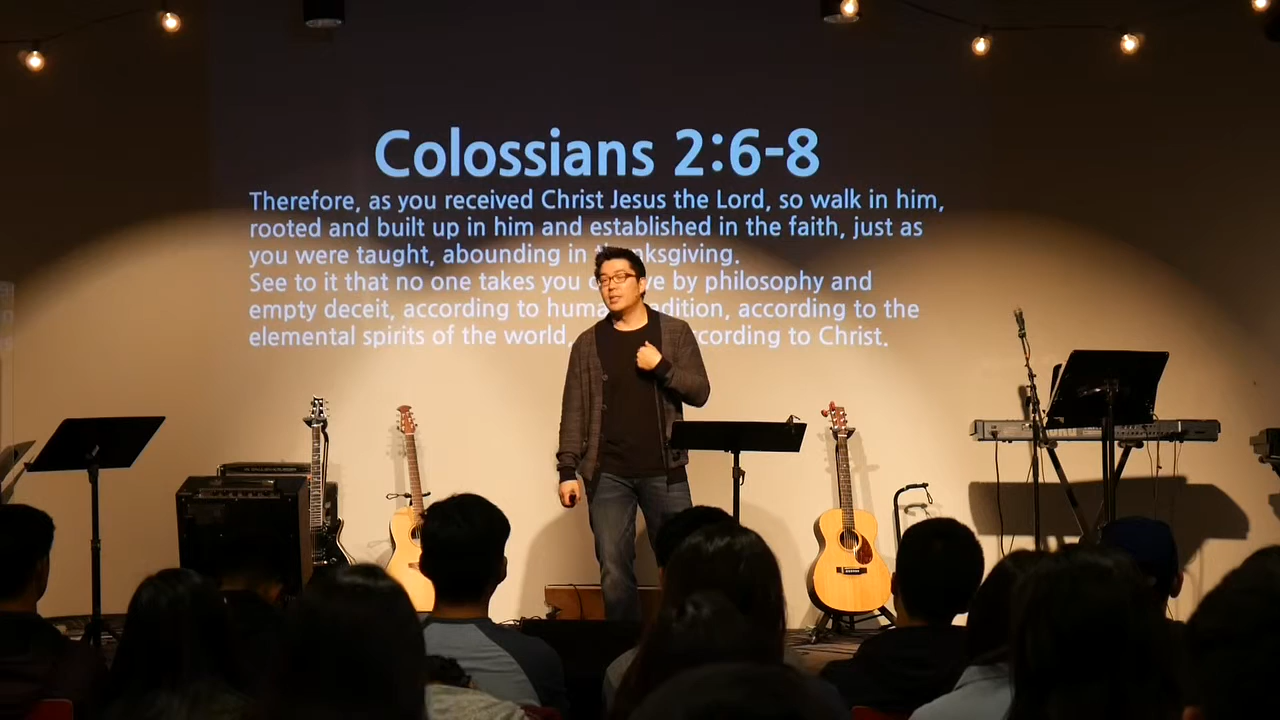 Colossians 2:6-8
Therefore, as you received Christ Jesus the Lord, so walk in him,
rooted and built up in him and established in the faith, just as
you were taught, abounding in thanksgiving.
See to it that no one takes you by philosophy and
empty deceit, according to human tradition, according to the
elemental spirits of the world, according to Christ.